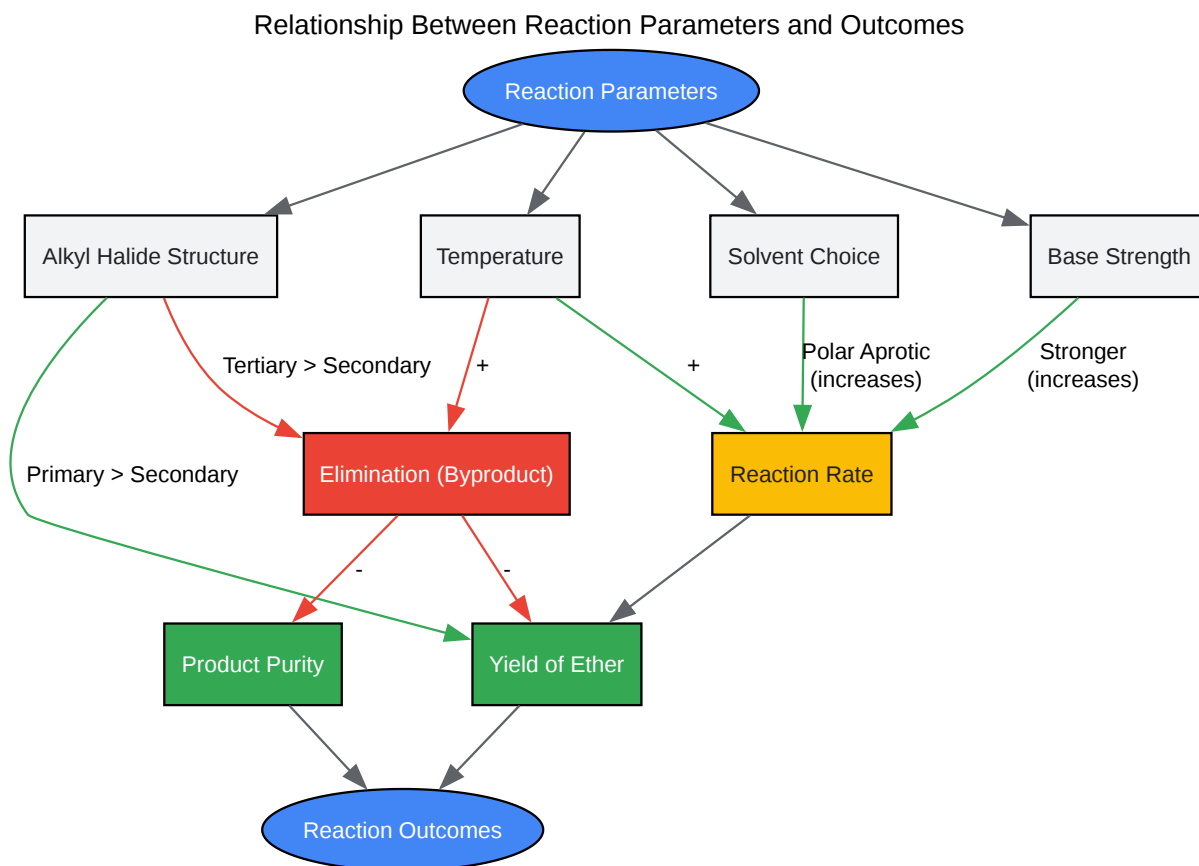 Relationship Between Reaction Parameters and Outcomes
Reaction Parameters
Alkyl Halide Structure
Temperature
Solvent Choice
Base Strength
Tertiary > Secondary
+
+
Polar Aprotic
(increases)
Stronger
(increases)
Primary > Secondary
Elimination (Byproduct)
Reaction Rate
-
-
Product Purity
Yield of Ether
Reaction Outcomes